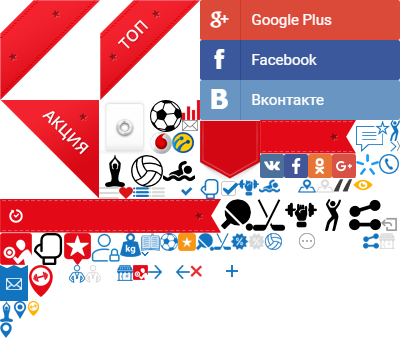 ТОП
g+ Google Plus
f Facebook
B Вконтакте
АКЦИЯ
kg